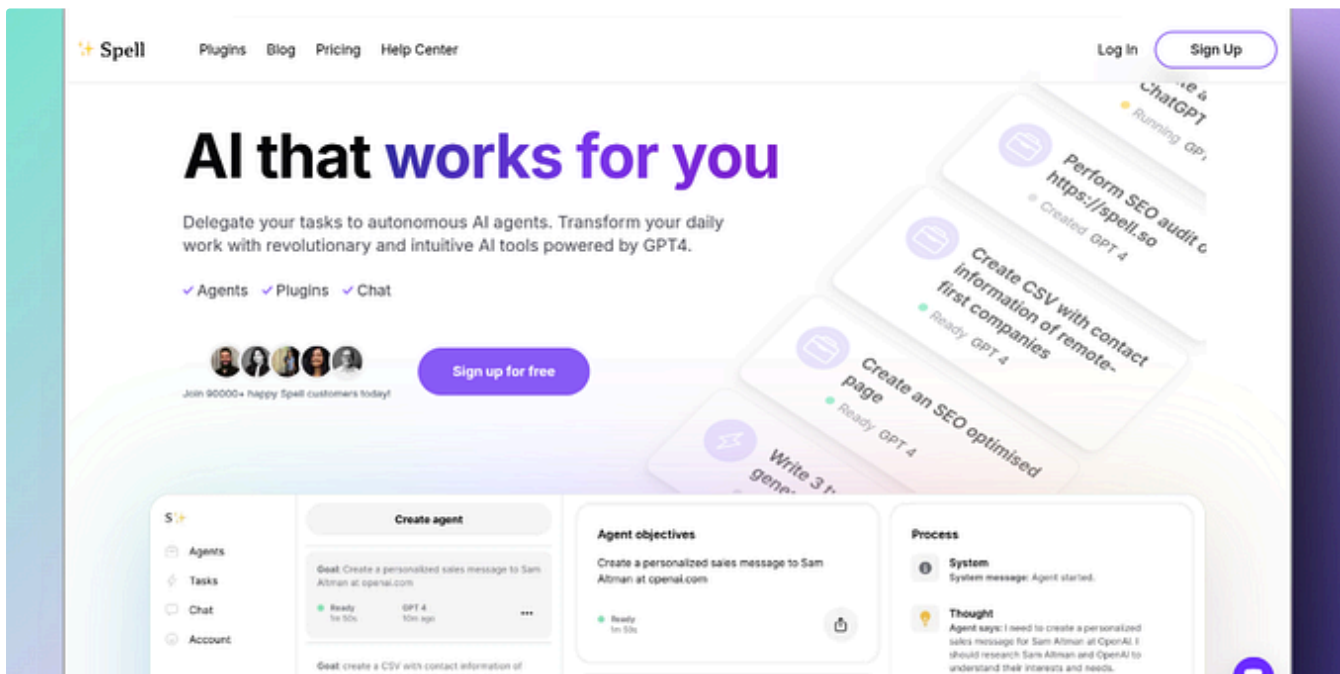 Spell
Plugins Blog Pricing Help Center
Log In Sign Up
AI that works for you
Delegate your tasks to autonomous AI agents. Transform your daily
work with revolutionary and intuitive AI tools powered by GPT4.
Agents Plugins Chat
Join 90000+ happy Spell customers today!
Sign up for free
ChatGPT
Running
Perform SEO audit
https://spell.so
Created GPT 4
Create CSV with contact
information of remote-
first companies
Ready GPT 4
Create an SEO optimised
page
Ready GPT 4
Write 3
S
Agents
Tasks
Chat
Account
Create agent
Goal: Create a personalized sales message to Sam
Altman at openai.com
Ready GPT 4
1m 50s 10m ago
Goal: create a CSV with contact information of
Agent objectives
Create a personalized sales message to Sam
Altman at openai.com
Ready
1m 50s
Process
System
System message: Agent started.
Thought
Agent says: I need to create a personalized
sales message for Sam Altman at OpenAI. I
should research Sam Altman and OpenAI to
understand their interests and needs.